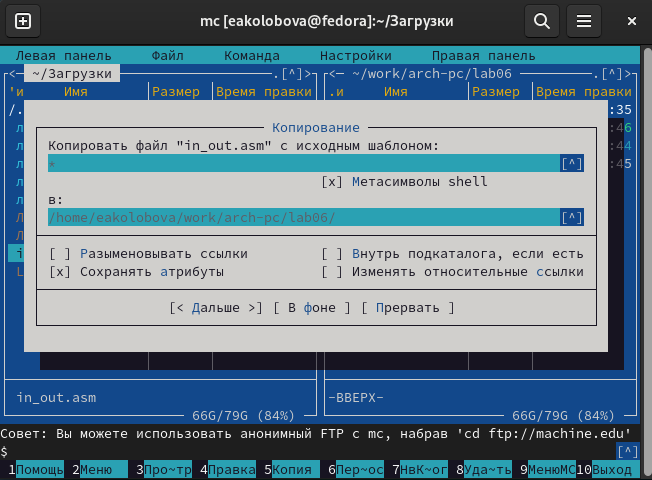 mc [eakolobova@fedora]:~/Загрузки
Левая панель Файл Команда Настройки Правая панель
<- ~/Загрузки .[^]> <- ~/work/arch-pc/lab06 .[^]>
'и Имя Размер Время правки .и Имя Размер Время правки
/. :35
Копирование :46
Копировать файл "in_out.asm" с исходным шаблоном: :44
* [^] :45
[x] Метасимволы shell
в:
/home/eakolobova/work/arch-pc/lab06/ [^]
[ ] Разыменовывать ссылки [ ] Внутрь подкаталога, если есть
[x] Сохранять атрибуты [ ] Изменять относительные ссылки
[< Дальше >] [ В фоне ] [ Прервать ]
in_out.asm -ВВЕРХ-
66G/79G (84%) 66G/79G (84%)
Совет: Вы можете использовать анонимный FTP с mc, набрав 'cd ftp://machine.edu'
$ [^]
1Помощь 2Меню 3Про~тр 4Правка 5Копия 6Пер~ос 7НвК~ог 8Уда~ть 9МенюМС 10Выход